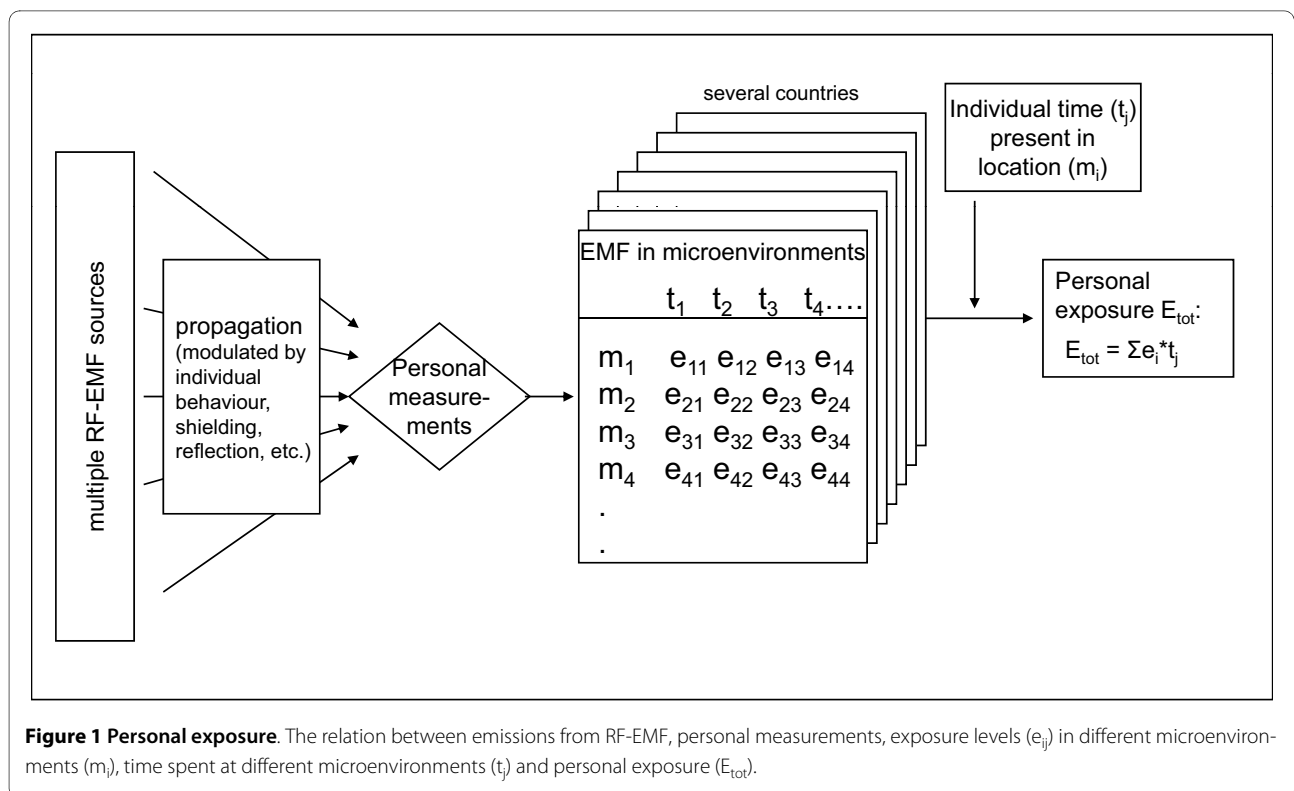 multiple RF-EMF sources
propagation
(modulated by
individual
behaviour,
shielding,
reflection, etc.)
Personal
measure-
ments
several countries
EMF in microenvironments
t₁ t₂ t₃ t₄....
m₁ e₁₁ e₁₂ e₁₃ e₁₄
m₂ e₂₁ e₂₂ e₂₃ e₂₄
m₃ e₃₁ e₃₂ e₃₃ e₃₄
m₄ e₄₁ e₄₂ e₄₃ e₄₄
.
.
Individual time (tⱼ)
present in
location (mᵢ)
Personal
exposure Eₜₒₜ:
Eₜₒₜ = Σeᵢ*tⱼ
Figure 1 Personal exposure. The relation between emissions from RF-EMF, personal measurements, exposure levels (eᵢⱼ) in different microenviron-
ments (mᵢ), time spent at different microenvironments (tⱼ) and personal exposure (Eₜₒₜ).